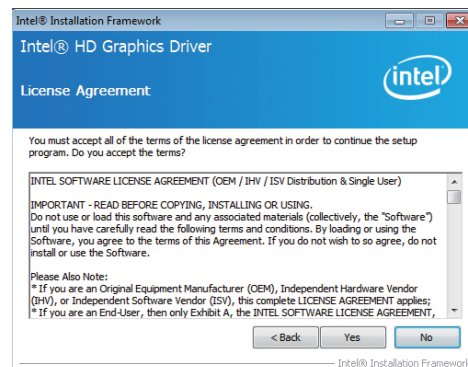 Intel® Installation Framework
Intel® HD Graphics Driver
intel
License Agreement
You must accept all of the terms of the license agreement in order to continue the setup
program. Do you accept the terms?
INTEL SOFTWARE LICENSE AGREEMENT (OEM / IHV / ISV Distribution & Single User)
IMPORTANT - READ BEFORE COPYING, INSTALLING OR USING.
Do not use or load this software and any associated materials (collectively, the "Software")
until you have carefully read the following terms and conditions. By loading or using the
Software, you agree to the terms of this Agreement. If you do not wish to so agree, do not
install or use the Software.
Please Also Note:
* If you are an Original Equipment Manufacturer (OEM), Independent Hardware Vendor
(IHV), or Independent Software Vendor (ISV), this complete LICENSE AGREEMENT applies;
* If you are an End-User, then only Exhibit A, the INTEL SOFTWARE LICENSE AGREEMENT,
< Back Yes No
Intel® Installation Framework